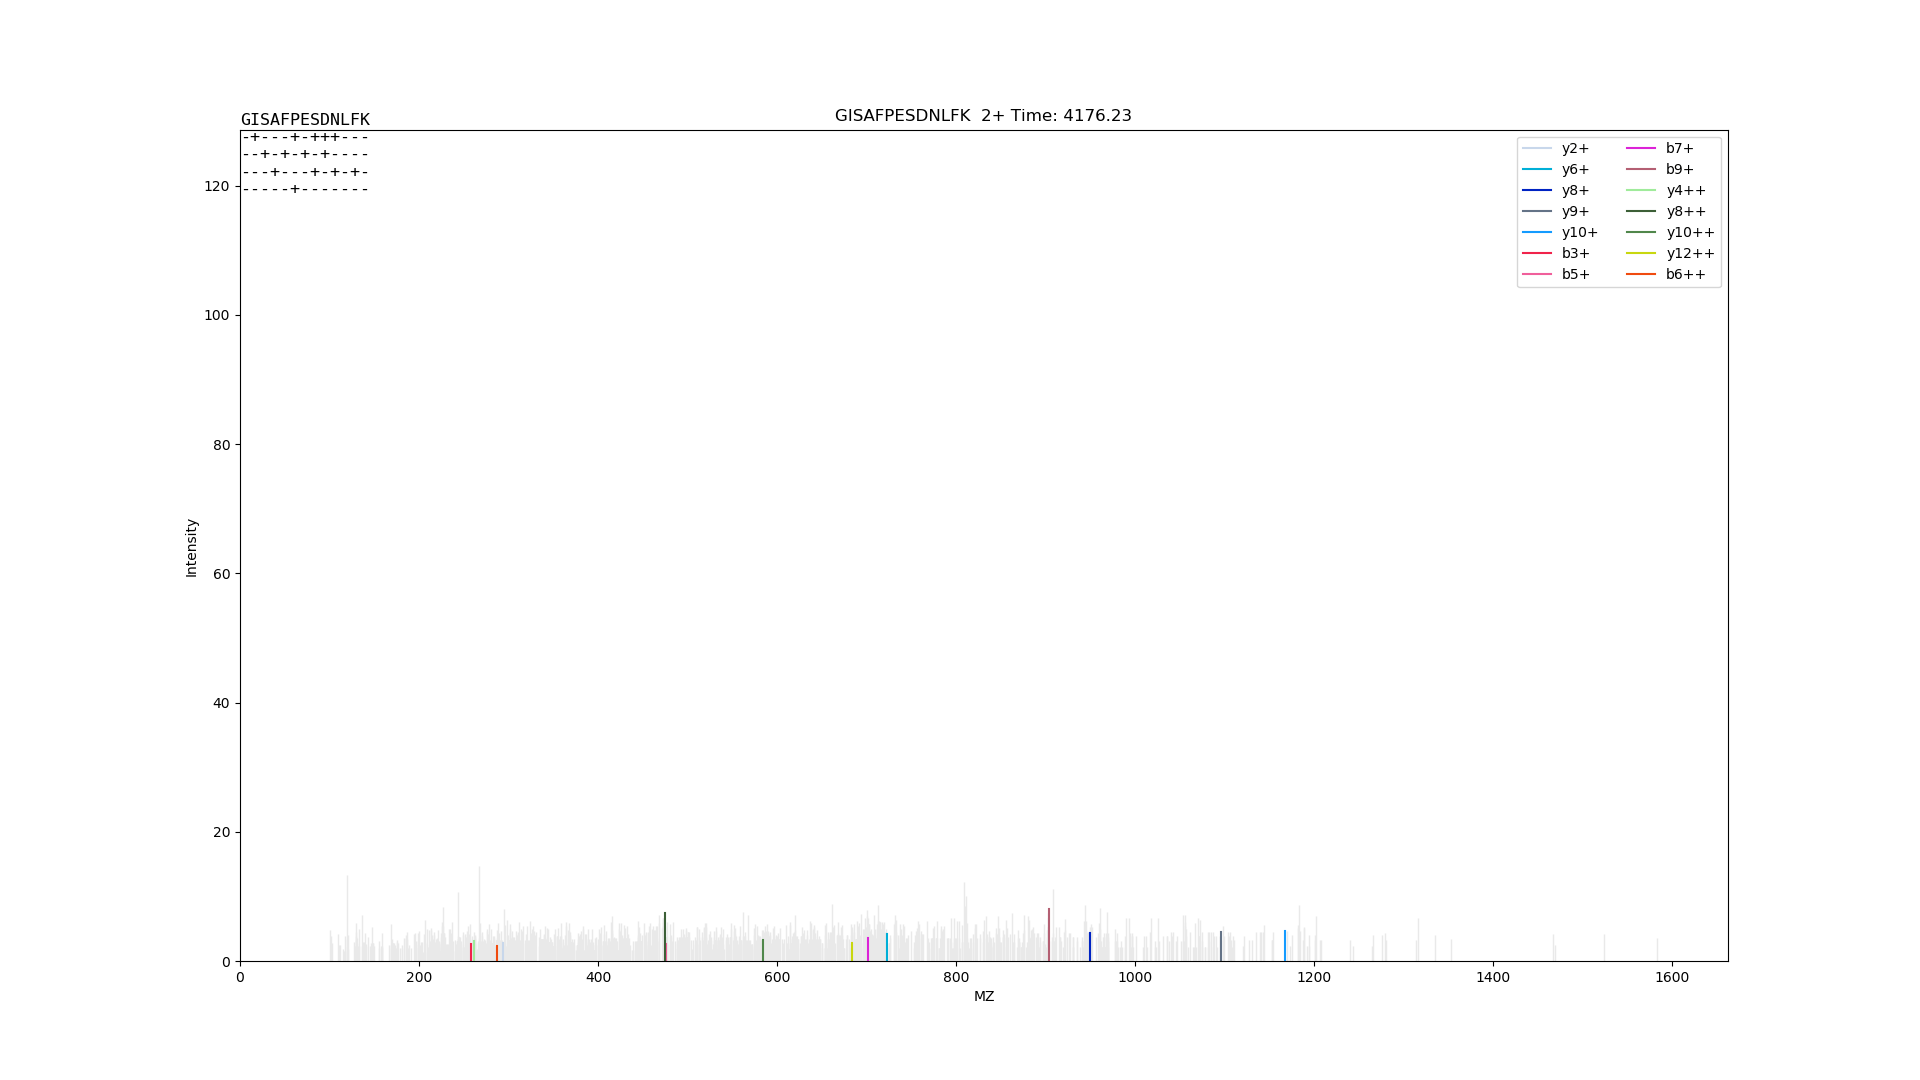 GISAFPESDNLFK
GISAFPESDNLFK  2+ Time: 4176.23
-+---+-+++---
--+-+-+-+----
---+---+-+-+-
-----+-------
y2+
y6+
y8+
y9+
y10+
b3+
b5+
b7+
b9+
y4++
y8++
y10++
y12++
b6++
120
100
80
60
40
20
0
Intensity
0 200 400 600 800 1000 1200 1400 1600
MZ